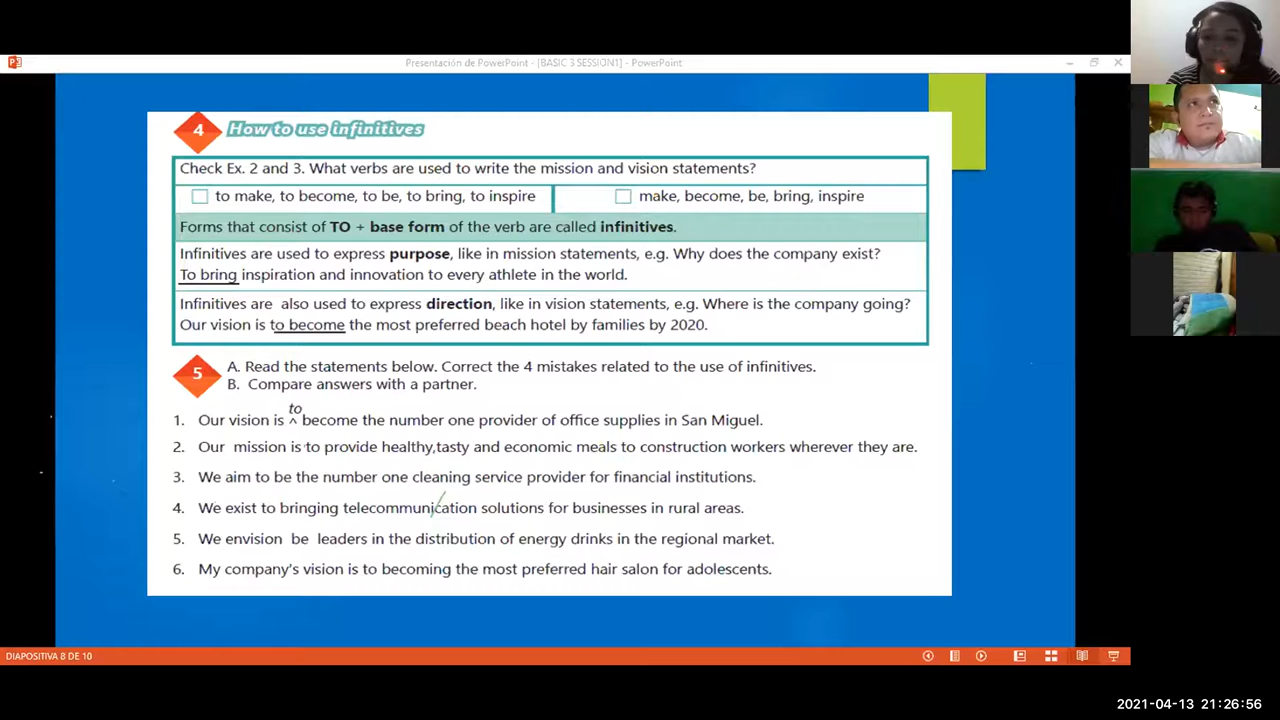 Presentación de PowerPoint - [BASIC 3 SESSION1] - PowerPoint
4 How to use infinitives
Check Ex. 2 and 3. What verbs are used to write the mission and vision statements?
to make, to become, to be, to bring, to inspire
make, become, be, bring, inspire
Forms that consist of TO + base form of the verb are called infinitives.
Infinitives are used to express purpose, like in mission statements, e.g. Why does the company exist?
To bring inspiration and innovation to every athlete in the world.
Infinitives are also used to express direction, like in vision statements, e.g. Where is the company going?
Our vision is to become the most preferred beach hotel by families by 2020.
5 A. Read the statements below. Correct the 4 mistakes related to the use of infinitives.
B. Compare answers with a partner.
to
1. Our vision is ^ become the number one provider of office supplies in San Miguel.
2. Our mission is to provide healthy,tasty and economic meals to construction workers wherever they are.
3. We aim to be the number one cleaning service provider for financial institutions.
4. We exist to bringing telecommunication solutions for businesses in rural areas.
5. We envision be leaders in the distribution of energy drinks in the regional market.
6. My company's vision is to becoming the most preferred hair salon for adolescents.
DIAPOSITIVA 8 DE 10
2021-04-13 21:26:56